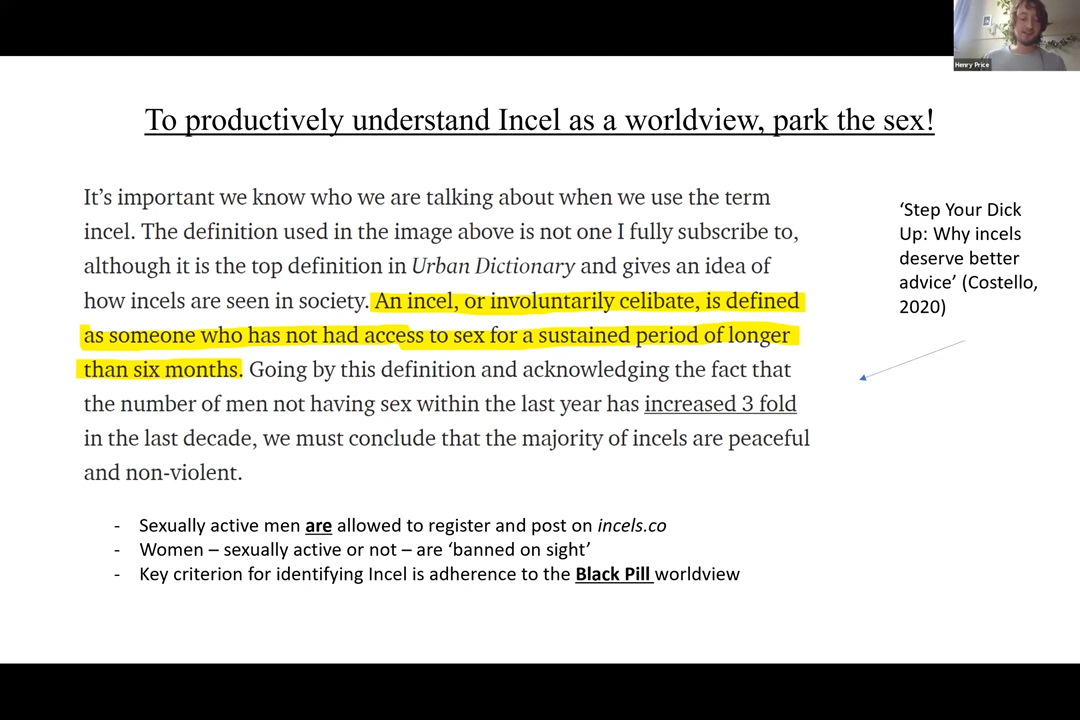 Henry Price
To productively understand Incel as a worldview, park the sex!
It’s important we know who we are talking about when we use the term
incel. The definition used in the image above is not one I fully subscribe to,
although it is the top definition in Urban Dictionary and gives an idea of
how incels are seen in society. An incel, or involuntarily celibate, is defined
as someone who has not had access to sex for a sustained period of longer
than six months. Going by this definition and acknowledging the fact that
the number of men not having sex within the last year has increased 3 fold
in the last decade, we must conclude that the majority of incels are peaceful
and non-violent.
‘Step Your Dick
Up: Why incels
deserve better
advice’ (Costello,
2020)
- Sexually active men are allowed to register and post on incels.co
- Women – sexually active or not – are ‘banned on sight’
- Key criterion for identifying Incel is adherence to the Black Pill worldview